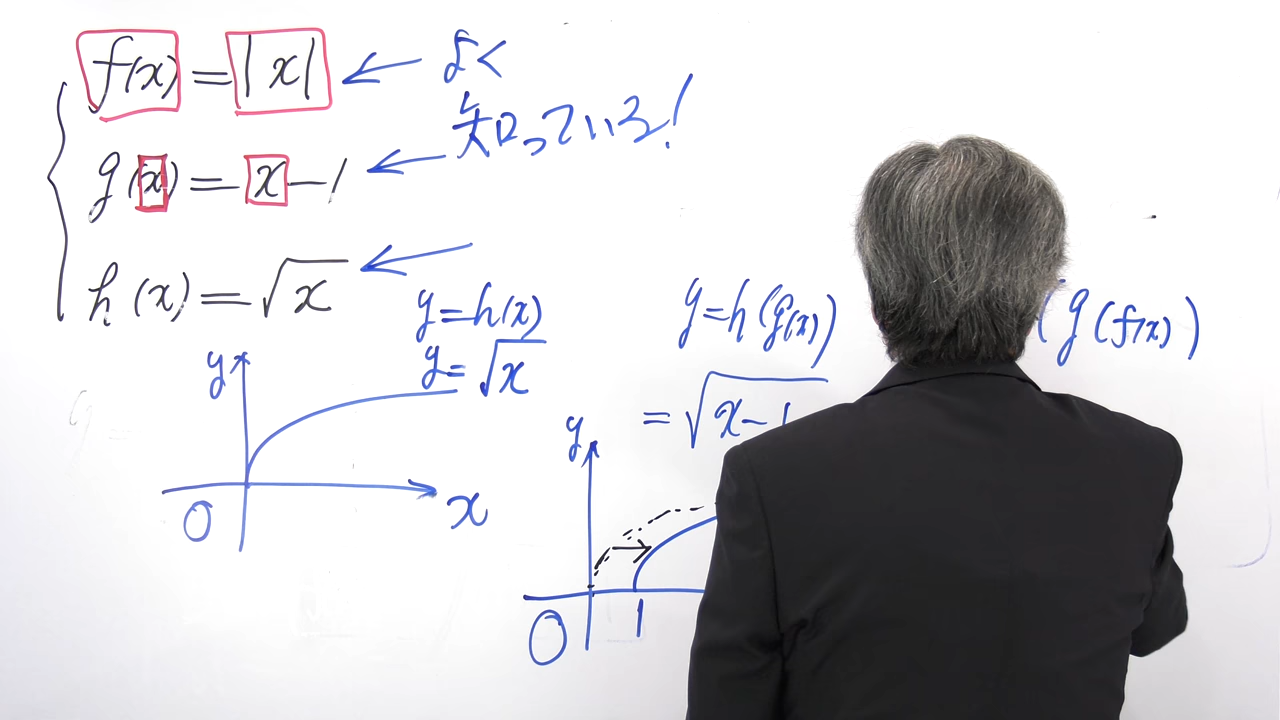 f(x) = |x| ← よく
知っている!
g(x) = x − 1 ←
h(x) = √x ←
y = h(x)
y = √x
y
O
x
y = h(g(x))
= √x − 1
y
O
1
(g(f(x))